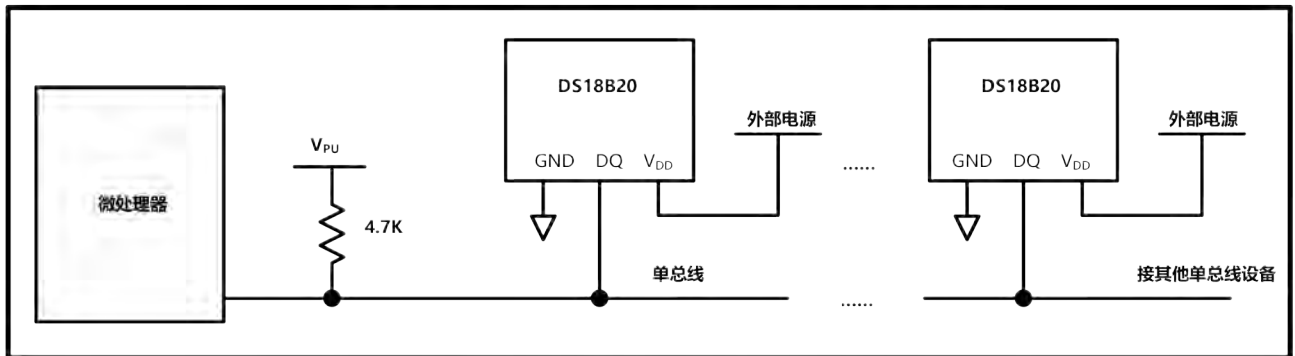 DS18B20
DS18B20
外部电源
外部电源
V_PU
GND DQ V_DD
......
GND DQ V_DD
微处理器
4.7K
单总线
接其他单总线设备
......